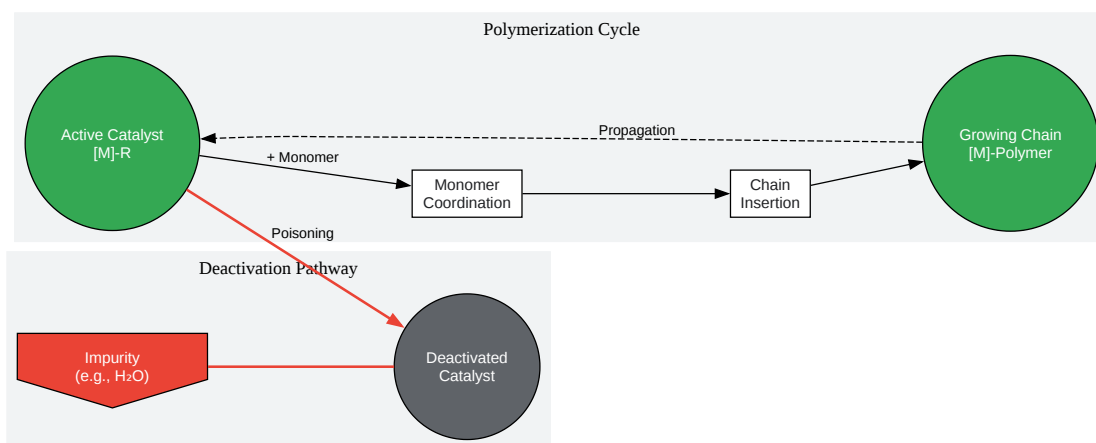 Polymerization Cycle
Active Catalyst
[M]-R
Propagation
Growing Chain
[M]-Polymer
+ Monomer
Monomer
Coordination
Chain
Insertion
Poisoning
Deactivation Pathway
Impurity
(e.g., H₂O)
Deactivated
Catalyst